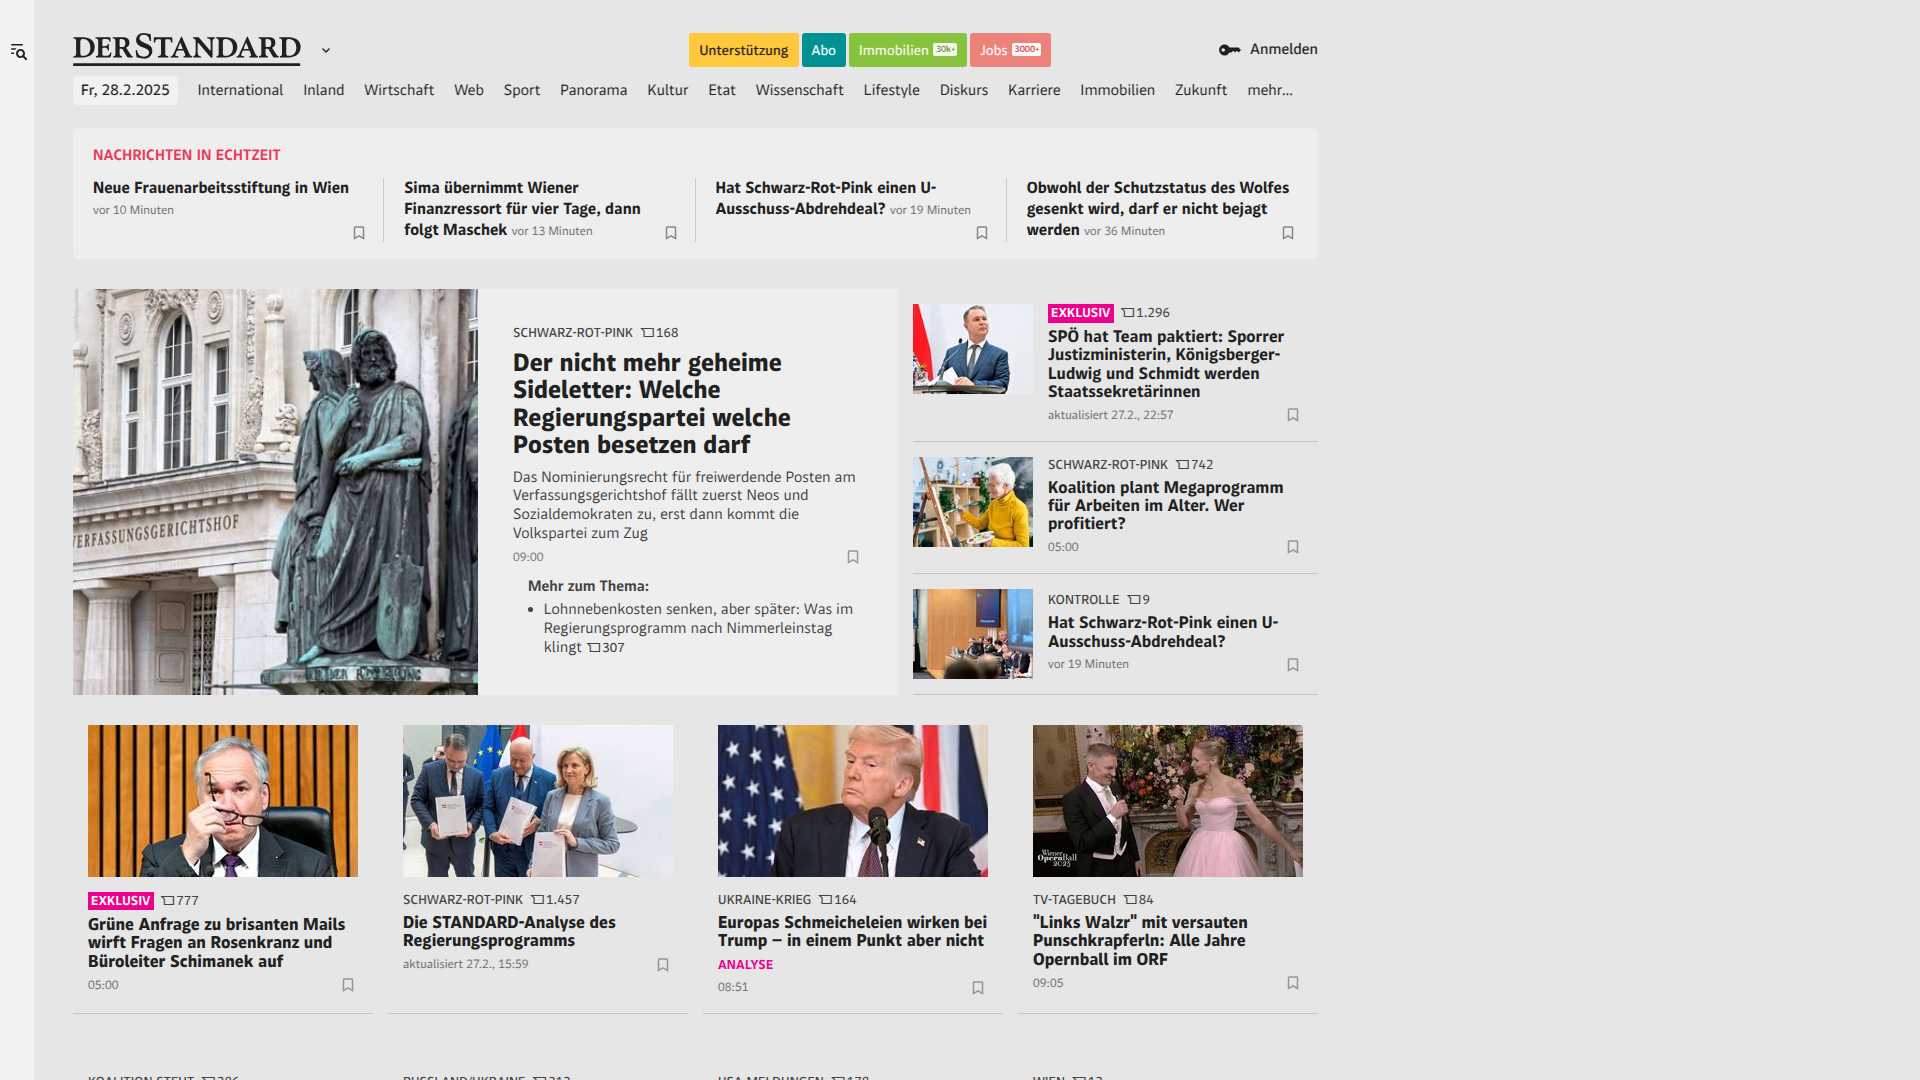 DERSTANDARD
Unterstützung
Abo
Immobilien 30k+
Jobs 3000+
Anmelden
Fr, 28.2.2025
International
Inland
Wirtschaft
Web
Sport
Panorama
Kultur
Etat
Wissenschaft
Lifestyle
Diskurs
Karriere
Immobilien
Zukunft
mehr...
NACHRICHTEN IN ECHTZEIT
Neue Frauenarbeitsstiftung in Wien
vor 10 Minuten
Sima übernimmt Wiener
Finanzressort für vier Tage, dann
folgt Maschek vor 13 Minuten
Hat Schwarz-Rot-Pink einen U-
Ausschuss-Abdrehdeal? vor 19 Minuten
Obwohl der Schutzstatus des Wolfes
gesenkt wird, darf er nicht bejagt
werden vor 36 Minuten
VERFASSUNGSGERICHTSHOF
SCHWARZ-ROT-PINK 168
Der nicht mehr geheime
Sideletter: Welche
Regierungspartei welche
Posten besetzen darf
Das Nominierungsrecht für freiwerdende Posten am
Verfassungsgerichtshof fällt zuerst Neos und
Sozialdemokraten zu, erst dann kommt die
Volkspartei zum Zug
09:00
Mehr zum Thema:
• Lohnnebenkosten senken, aber später: Was im
Regierungsprogramm nach Nimmerleinstag
klingt 307
EXKLUSIV 1.296
SPÖ hat Team paktiert: Sporrer
Justizministerin, Königsberger-
Ludwig und Schmidt werden
Staatssekretärinnen
aktualisiert 27.2., 22:57
SCHWARZ-ROT-PINK 742
Koalition plant Megaprogramm
für Arbeiten im Alter. Wer
profitiert?
05:00
KONTROLLE 9
Hat Schwarz-Rot-Pink einen U-
Ausschuss-Abdrehdeal?
vor 19 Minuten
EXKLUSIV 777
Grüne Anfrage zu brisanten Mails
wirft Fragen an Rosenkranz und
Büroleiter Schimanek auf
05:00
SCHWARZ-ROT-PINK 1.457
Die STANDARD-Analyse des
Regierungsprogramms
aktualisiert 27.2., 15:59
UKRAINE-KRIEG 164
Europas Schmeicheleien wirken bei
Trump – in einem Punkt aber nicht
ANALYSE
08:51
Wiener
OpernBall
2025
TV-TAGEBUCH 84
"Links Walzr" mit versauten
Punschkrapferln: Alle Jahre
Opernball im ORF
09:05
KOALITION STEHT 286
RUSSLAND/UKRAINE 212
USA-MELDUNGEN 178
WIEN 12